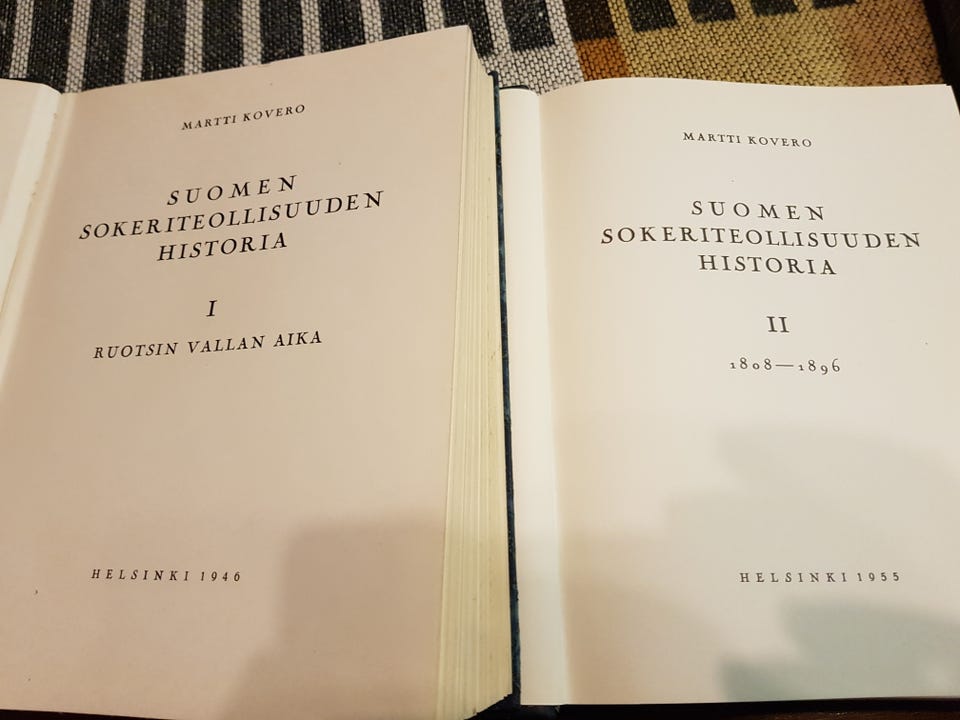 MARTTI KOVERO
SUOMEN
SOKERITEOLLISUUDEN
HISTORIA
I
RUOTSIN VALLAN AIKA
HELSINKI 1946
MARTTI KOVERO
SUOMEN
SOKERITEOLLISUUDEN
HISTORIA
II
1808—1896
HELSINKI 1955